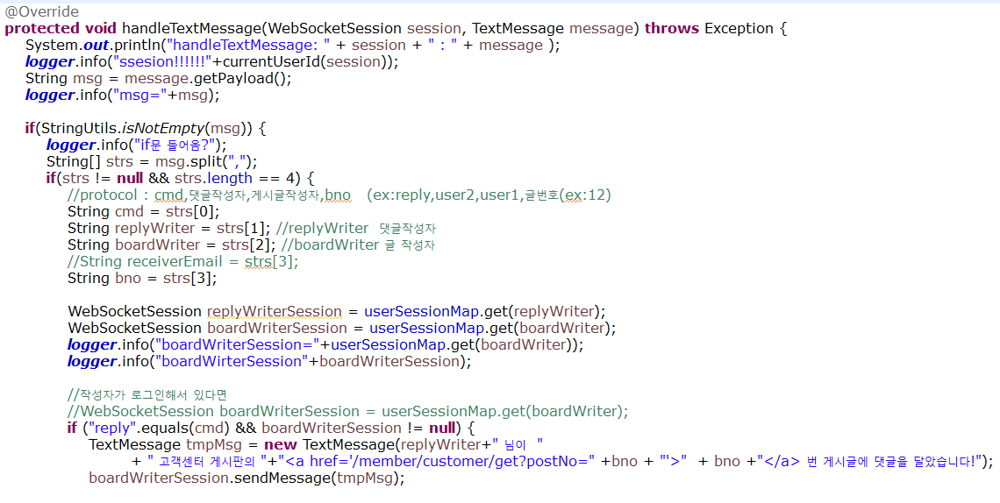 @Override
protected void handleTextMessage(WebSocketSession session, TextMessage message) throws Exception {
System.out.println("handleTextMessage: " + session + " : " + message );
logger.info("ssesion!!!!!!"+currentUserId(session));
String msg = message.getPayload();
logger.info("msg="+msg);
if(StringUtils.isNotEmpty(msg)) {
logger.info("if문 들어옴?");
String[] strs = msg.split(",");
if(strs != null && strs.length == 4) {
//protocol : cmd,댓글작성자,게시글작성자,bno (ex:reply,user2,user1,글번호(ex:12)
String cmd = strs[0];
String replyWriter = strs[1]; //replyWriter 댓글작성자
String boardWriter = strs[2]; //boardWriter 글 작성자
//String receiverEmail = strs[3];
String bno = strs[3];
WebSocketSession replyWriterSession = userSessionMap.get(replyWriter);
WebSocketSession boardWriterSession = userSessionMap.get(boardWriter);
logger.info("boardWriterSession="+userSessionMap.get(boardWriter));
logger.info("boardWirterSession"+boardWriterSession);
//작성자가 로그인해서 있다면
//WebSocketSession boardWriterSession = userSessionMap.get(boardWriter);
if ("reply".equals(cmd) && boardWriterSession != null) {
TextMessage tmpMsg = new TextMessage(replyWriter+" 님이 "
+ " 고객센터 게시판의 "+"<a href='/member/customer/get?postNo=" +bno + "'>" + bno +"</a> 번 게시글에 댓글을 달았습니다!");
boardWriterSession.sendMessage(tmpMsg);